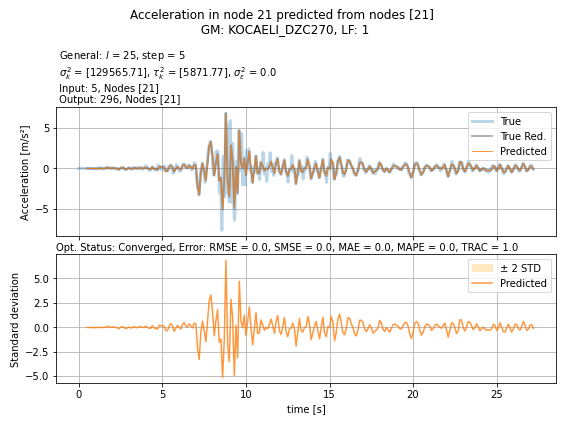 Acceleration in node 21 predicted from nodes [21]
GM: KOCAELI_DZC270, LF: 1
General: l = 25, step = 5
σ²ₖ = [129565.71], τ²ₖ = [5871.77], σ²ε = 0.0
Input: 5, Nodes [21]
Output: 296, Nodes [21]
Acceleration [m/s²]
5
0
−5
True
True Red.
Predicted
Opt. Status: Converged, Error: RMSE = 0.0, SMSE = 0.0, MAE = 0.0, MAPE = 0.0, TRAC = 1.0
Standard deviation
5.0
2.5
0.0
−2.5
−5.0
± 2 STD
Predicted
0 5 10 15 20 25
time [s]